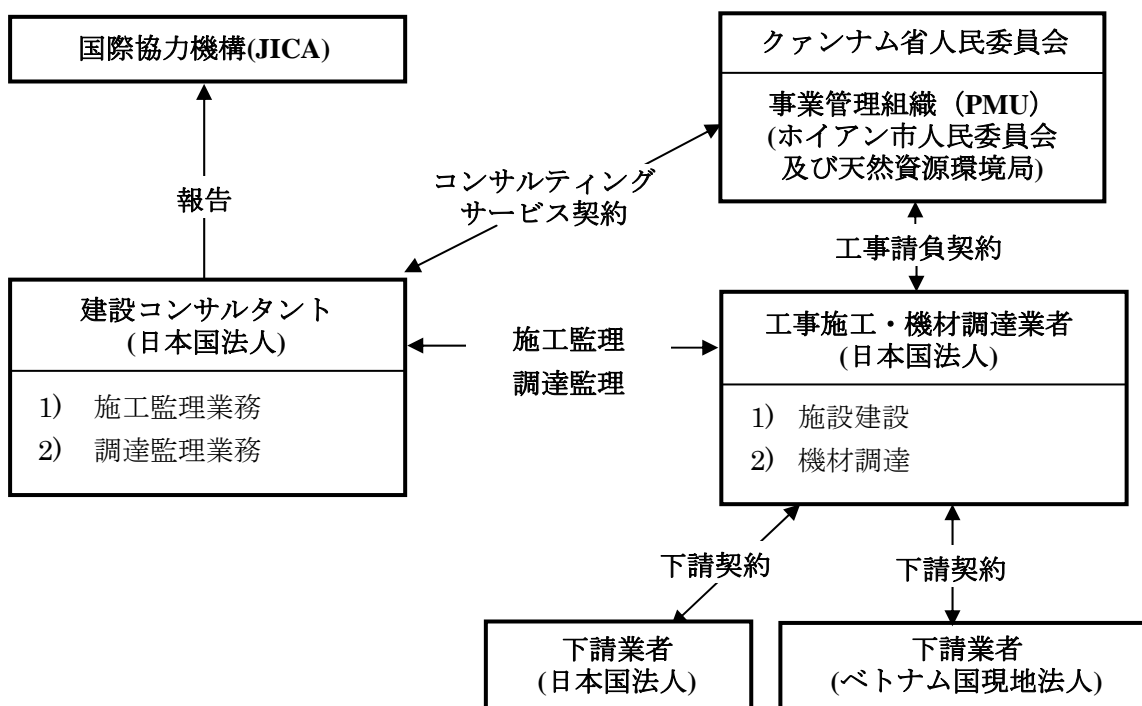 国際協力機構(JICA)
クァンナム省人民委員会
事業管理組織（PMU）
(ホイアン市人民委員会
及び天然資源環境局)
報告
コンサルティング
サービス契約
工事請負契約
建設コンサルタント
(日本国法人)
1) 施工監理業務
2) 調達監理業務
施工監理
調達監理
工事施工・機材調達業者
(日本国法人)
1) 施設建設
2) 機材調達
下請契約
下請契約
下請業者
(日本国法人)
下請業者
(ベトナム国現地法人)